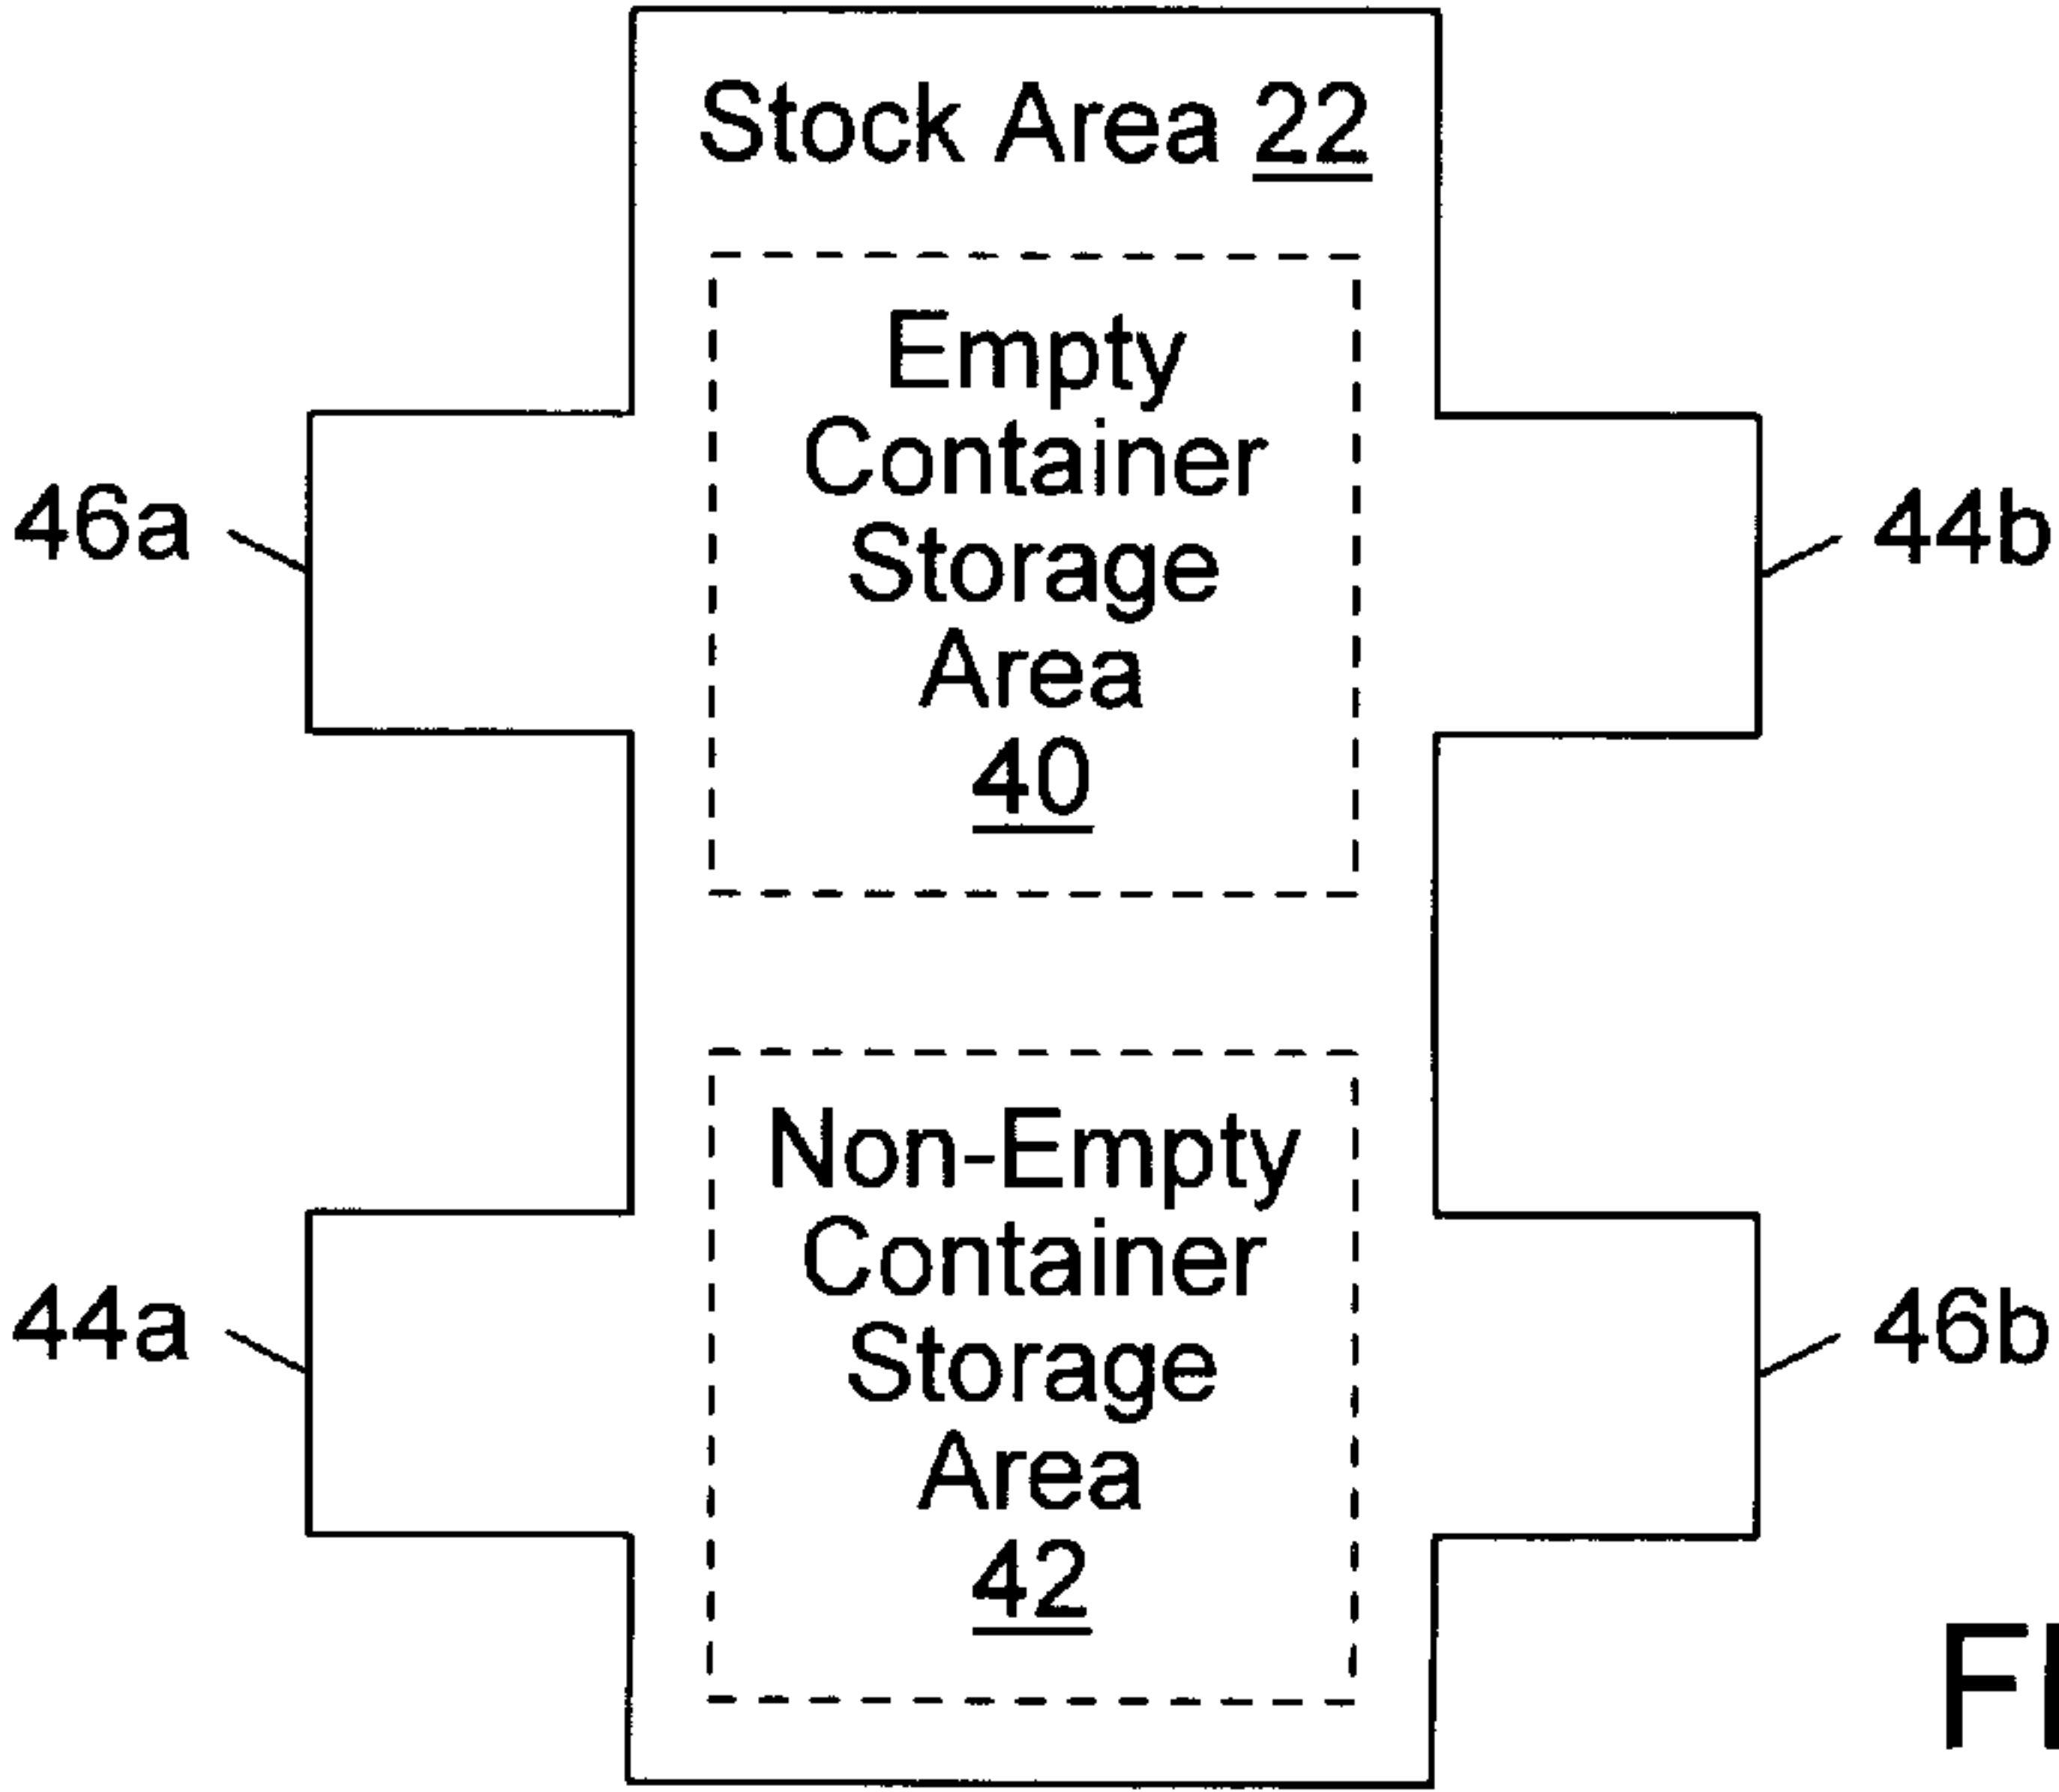 Stock Area 22
Empty
Container
Storage
Area
40
46a
44b
Non-Empty
Container
Storage
Area
42
44a
46b